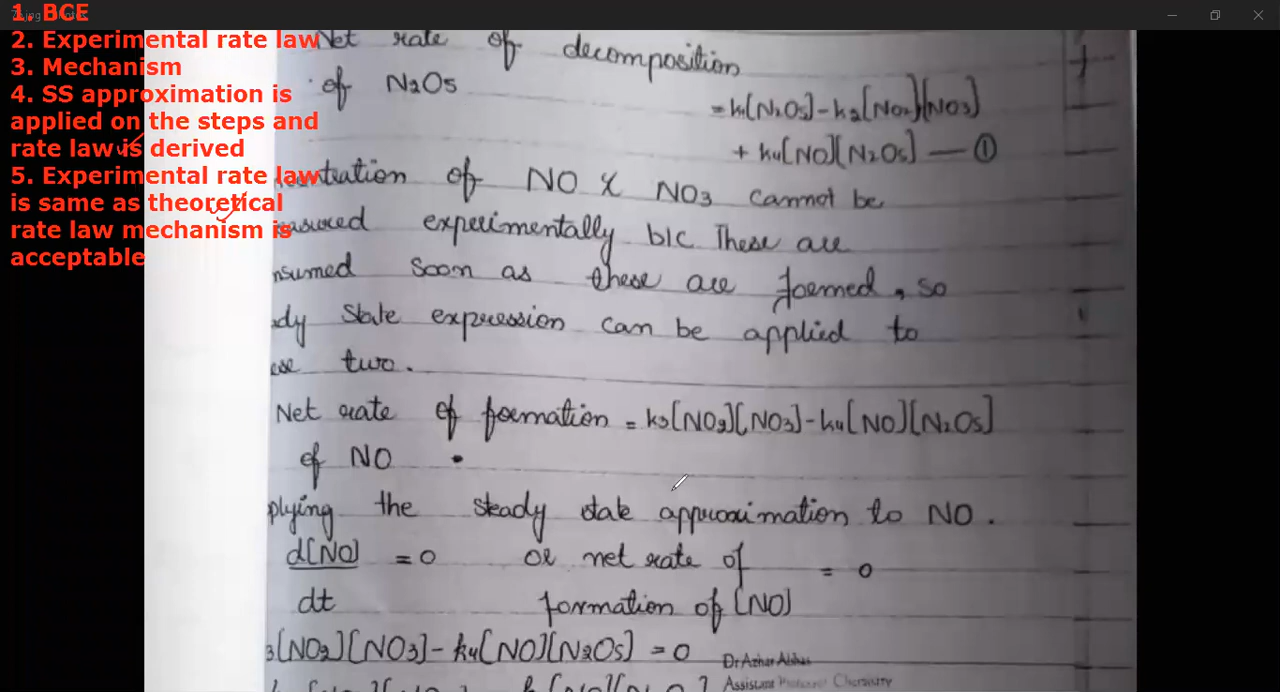 1. BCE
2. Experimental rate law
3. Mechanism
4. SS approximation is
applied on the steps and
rate law is derived
5. Experimental rate law
is same as theoretical
rate law mechanism is
acceptable
Net rate of decomposition
of N2O5
= k1[N2O5]-k2[NO2][NO3]
+ k4[NO][N2O5] — ①
of NO & NO3 cannot be
experimentally b/c These are
soon as these are formed, so
State expression can be applied to
two.
Net rate of formation = k3[NO2][NO3]-k4[NO][N2O5]
of NO
the steady state approximation to NO.
d[NO] = 0 or net rate of = 0
dt formation of [NO]
3[NO2][NO3]- k4[NO][N2O5] = 0
Dr Azhar Abbas
Assistant Professor Chemistry